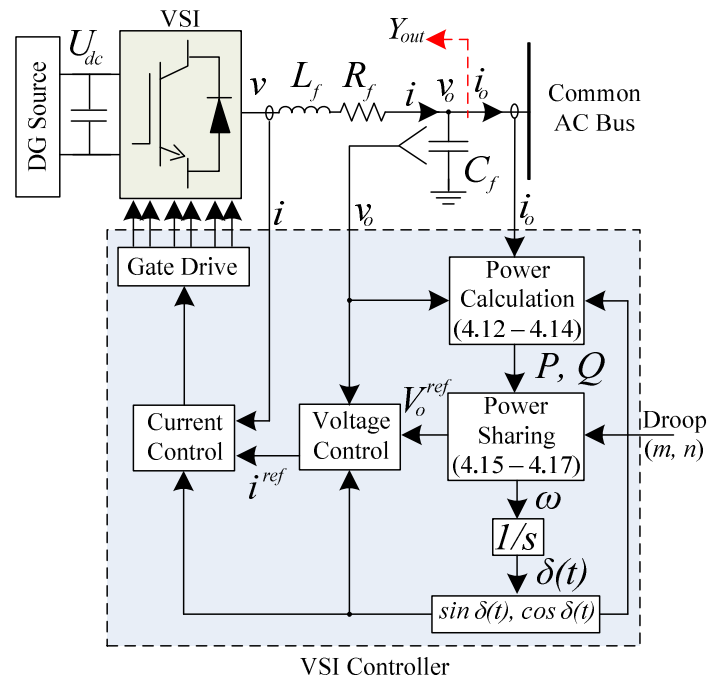 VSI
DG Source
U_dc
v
L_f
R_f
i
v_o
i_o
Y_out
Common
AC Bus
C_f
i
v_o
i_o
Gate Drive
Power
Calculation
(4.12 – 4.14)
P, Q
V_o^ref
Current
Control
i^ref
Voltage
Control
Power
Sharing
(4.15 – 4.17)
Droop
(m, n)
ω
1/s
δ(t)
sin δ(t), cos δ(t)
VSI Controller